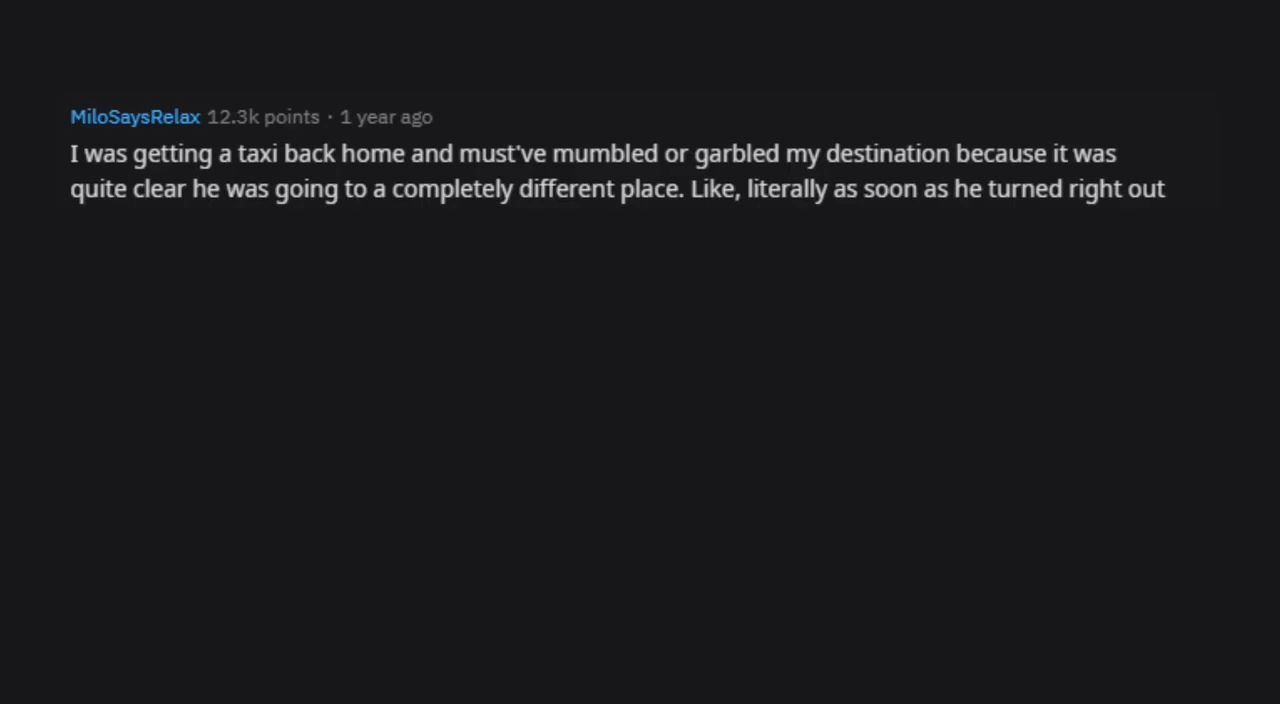 MiloSaysRelax 12.3k points · 1 year ago
I was getting a taxi back home and must've mumbled or garbled my destination because it was
quite clear he was going to a completely different place. Like, literally as soon as he turned right out